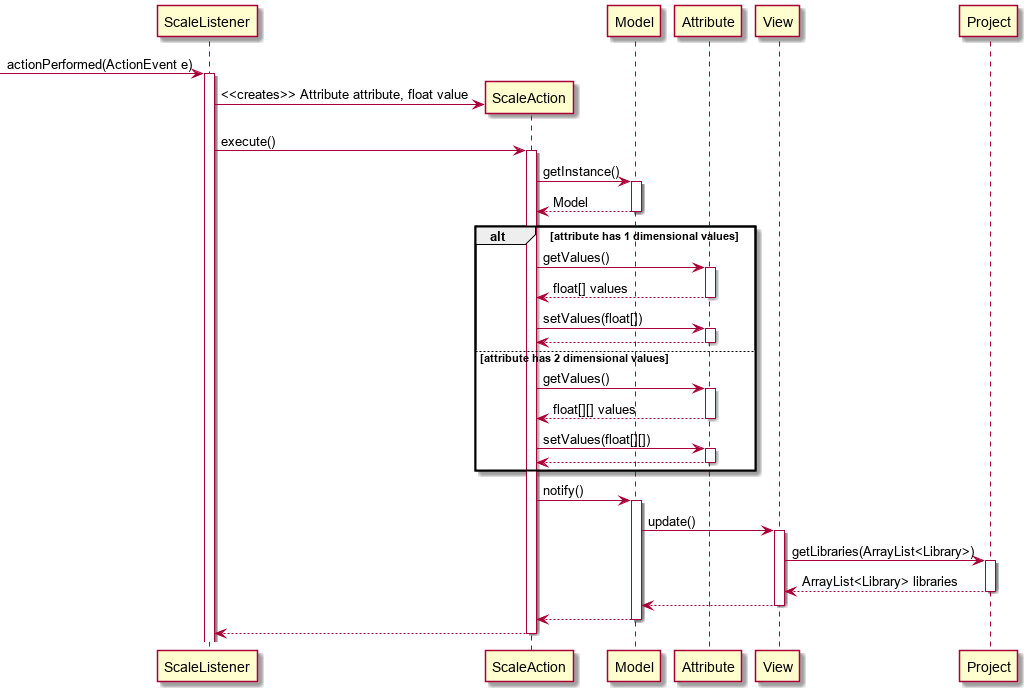 ScaleListener
Model
Attribute
View
Project
actionPerformed(ActionEvent e)
<<creates>> Attribute attribute, float value
ScaleAction
execute()
getInstance()
Model
alt
[attribute has 1 dimensional values]
getValues()
float[] values
setValues(float[])
[attribute has 2 dimensional values]
getValues()
float[][] values
setValues(float[][])
notify()
update()
getLibraries(ArrayList<Library>)
ArrayList<Library> libraries
ScaleListener
ScaleAction
Model
Attribute
View
Project